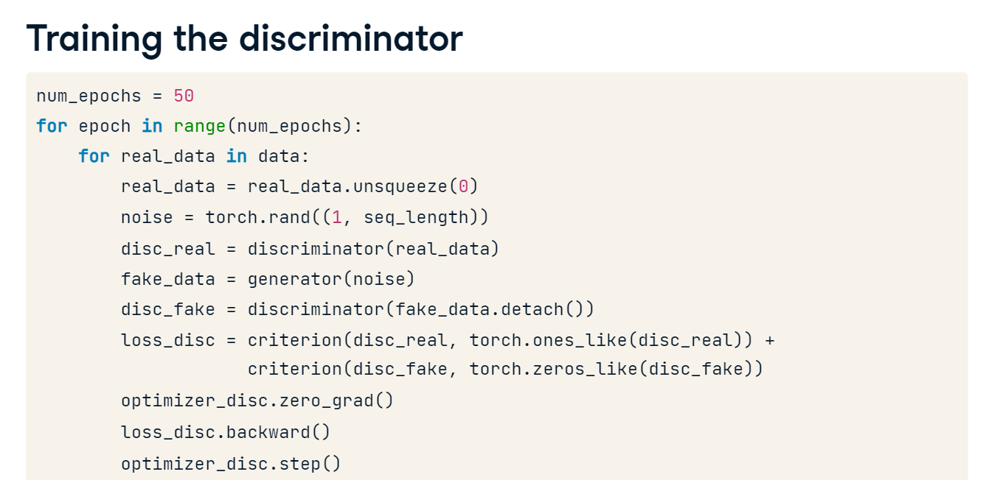 Training the discriminator
num_epochs = 50
for epoch in range(num_epochs):
    for real_data in data:
        real_data = real_data.unsqueeze(0)
        noise = torch.rand((1, seq_length))
        disc_real = discriminator(real_data)
        fake_data = generator(noise)
        disc_fake = discriminator(fake_data.detach())
        loss_disc = criterion(disc_real, torch.ones_like(disc_real)) +
                    criterion(disc_fake, torch.zeros_like(disc_fake))
        optimizer_disc.zero_grad()
        loss_disc.backward()
        optimizer_disc.step()